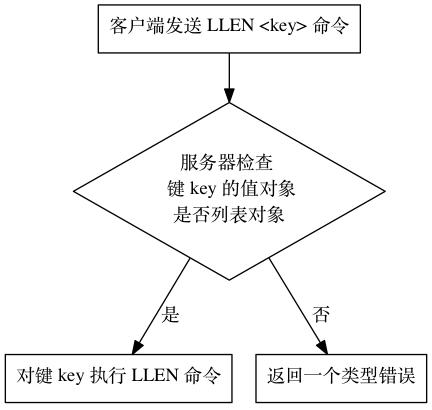 客户端发送 LLEN <key> 命令
服务器检查
键 key 的值对象
是否列表对象
是
否
对键 key 执行 LLEN 命令
返回一个类型错误